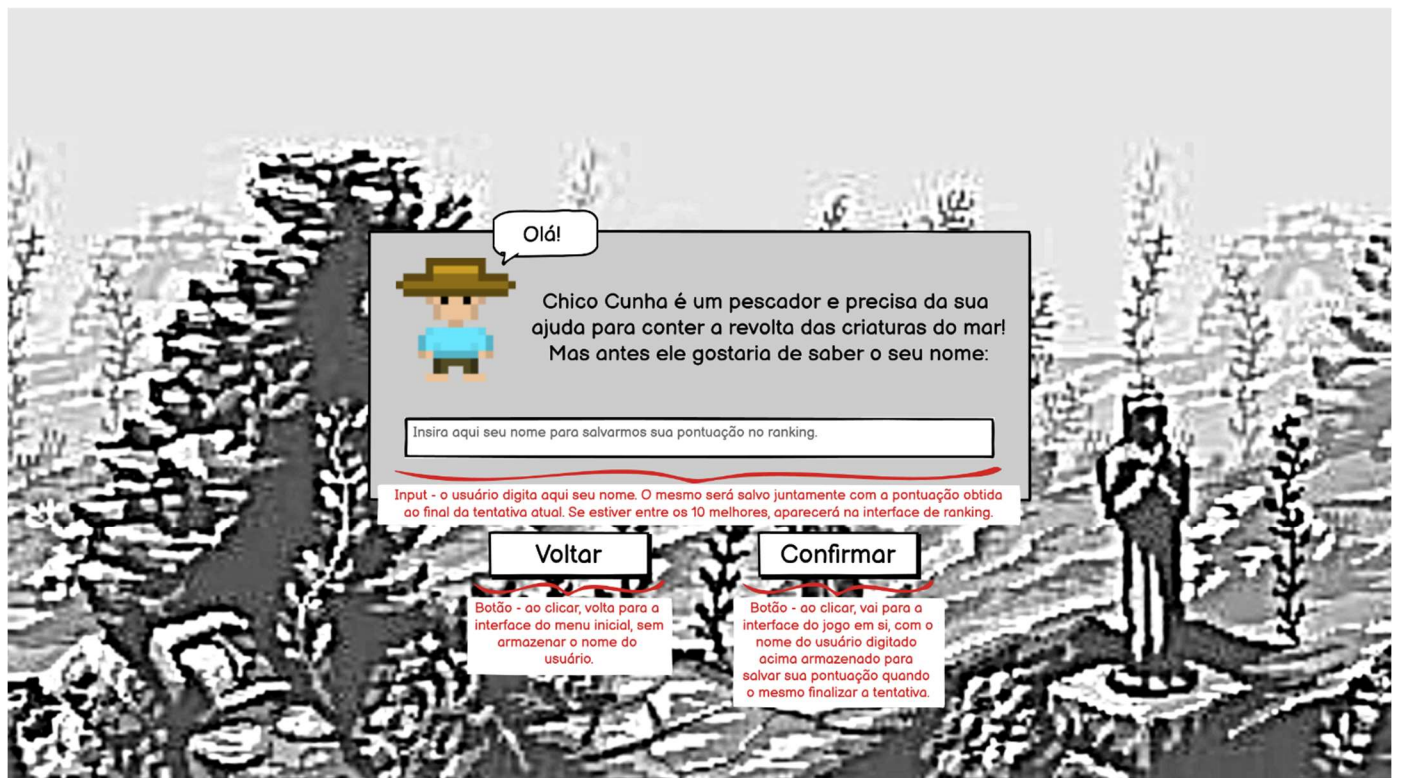 Olá!
Chico Cunha é um pescador e precisa da sua
ajuda para conter a revolta das criaturas do mar!
Mas antes ele gostaria de saber o seu nome:
Insira aqui seu nome para salvarmos sua pontuação no ranking.
Input - o usuário digita aqui seu nome. O mesmo será salvo juntamente com a pontuação obtida
ao final da tentativa atual. Se estiver entre os 10 melhores, aparecerá na interface de ranking.
Voltar
Botão - ao clicar, volta para a
interface do menu inicial, sem
armazenar o nome do
usuário.
Confirmar
Botão - ao clicar, vai para a
interface do jogo em si, com o
nome do usuário digitado
acima armazenado para
salvar sua pontuação quando
o mesmo finalizar a tentativa.